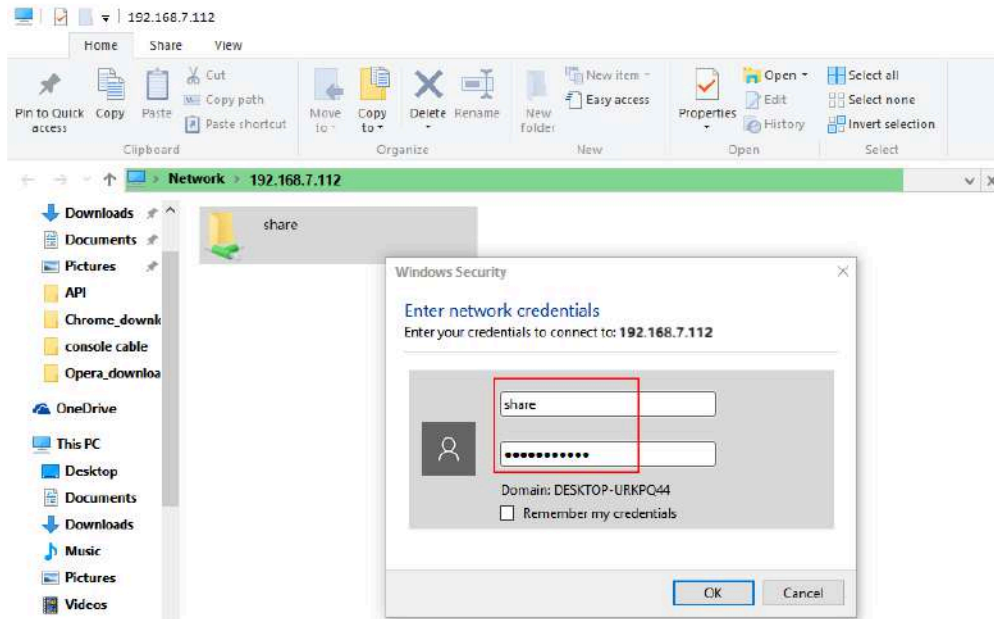 192.168.7.112
Home Share View
Pin to Quick access
Copy
Paste
Cut
Copy path
Paste shortcut
Clipboard
Move to
Copy to
Delete
Rename
Organize
New folder
New item
Easy access
New
Properties
Open
Edit
History
Open
Select all
Select none
Invert selection
Select
Network > 192.168.7.112
Downloads
Documents
Pictures
API
Chrome_downl
console cable
Opera_downloa
OneDrive
This PC
Desktop
Documents
Downloads
Music
Pictures
Videos
share
Windows Security
Enter network credentials
Enter your credentials to connect to: 192.168.7.112
share
Domain: DESKTOP-URKPQ44
Remember my credentials
OK Cancel